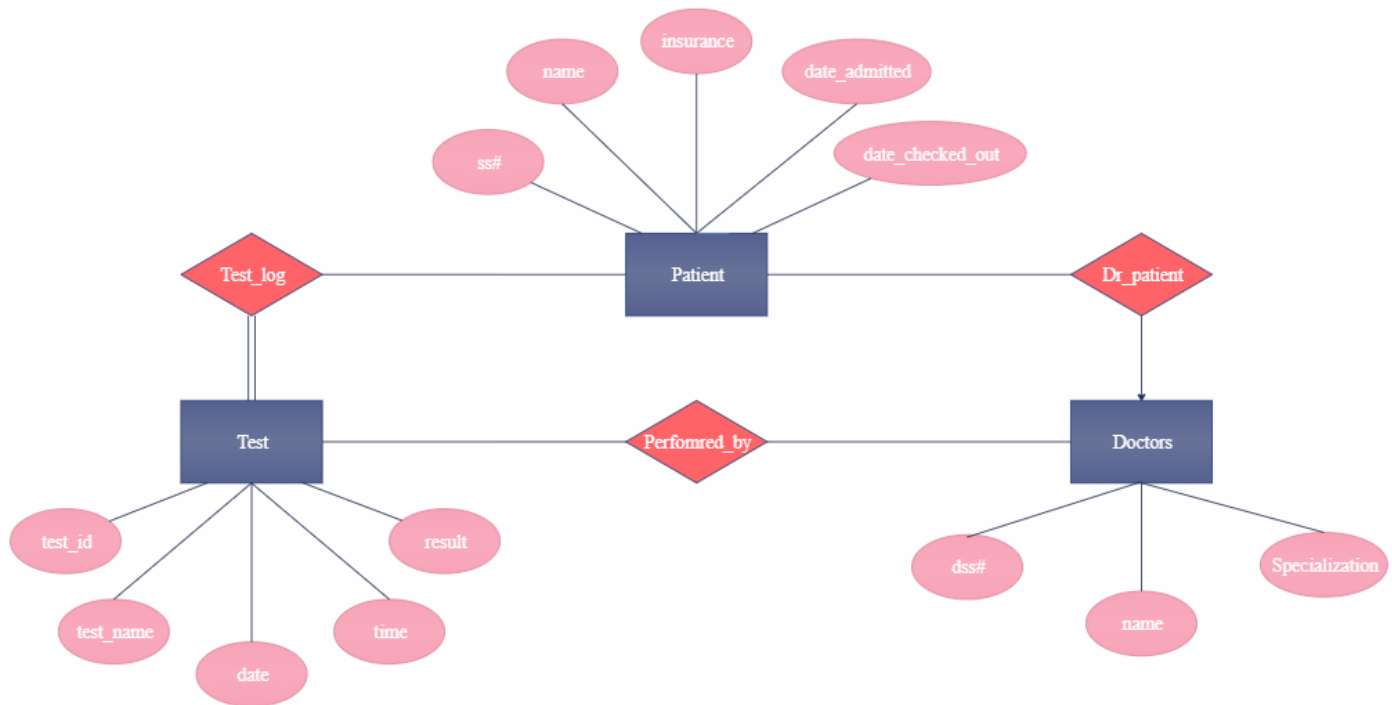 insurance
name
date_admitted
ss#
date_checked_out
Test_log
Patient
Dr_patient
Test
Perfomred_by
Doctors
test_id
result
dss#
Specialization
test_name
time
name
date